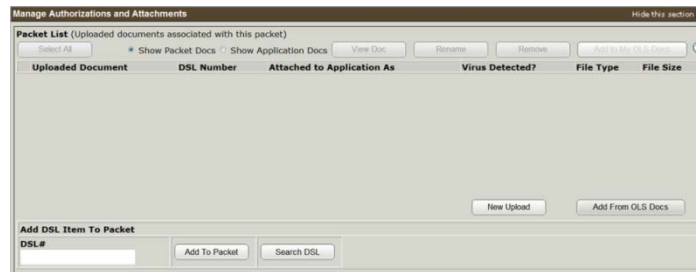 Manage Authorizations and Attachments Hide this section
Packet List (Uploaded documents associated with this packet)
Select All Show Packet Docs Show Application Docs View Doc Rename Remove Add to My OLS Docs
Uploaded Document DSL Number Attached to Application As Virus Detected? File Type File Size
New Upload Add From OLS Docs
Add DSL Item To Packet
DSL#
Add To Packet Search DSL